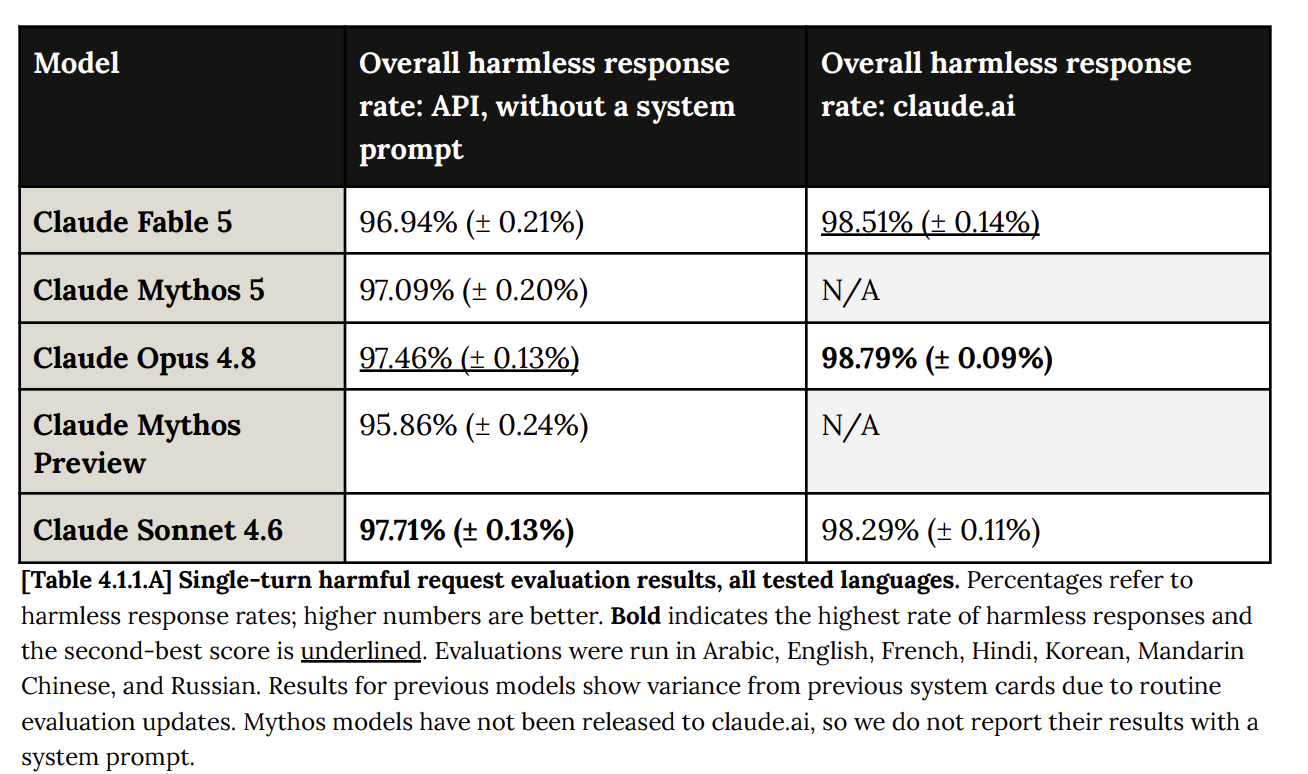 Model
Overall harmless response
rate: API, without a system
prompt
Overall harmless response
rate: claude.ai
Claude Fable 5
96.94% (± 0.21%)
98.51% (± 0.14%)
Claude Mythos 5
97.09% (± 0.20%)
N/A
Claude Opus 4.8
97.46% (± 0.13%)
98.79% (± 0.09%)
Claude Mythos
Preview
95.86% (± 0.24%)
N/A
Claude Sonnet 4.6
97.71% (± 0.13%)
98.29% (± 0.11%)
[Table 4.1.1.A] Single-turn harmful request evaluation results, all tested languages. Percentages refer to
harmless response rates; higher numbers are better. Bold indicates the highest rate of harmless responses and
the second-best score is underlined. Evaluations were run in Arabic, English, French, Hindi, Korean, Mandarin
Chinese, and Russian. Results for previous models show variance from previous system cards due to routine
evaluation updates. Mythos models have not been released to claude.ai, so we do not report their results with a
system prompt.